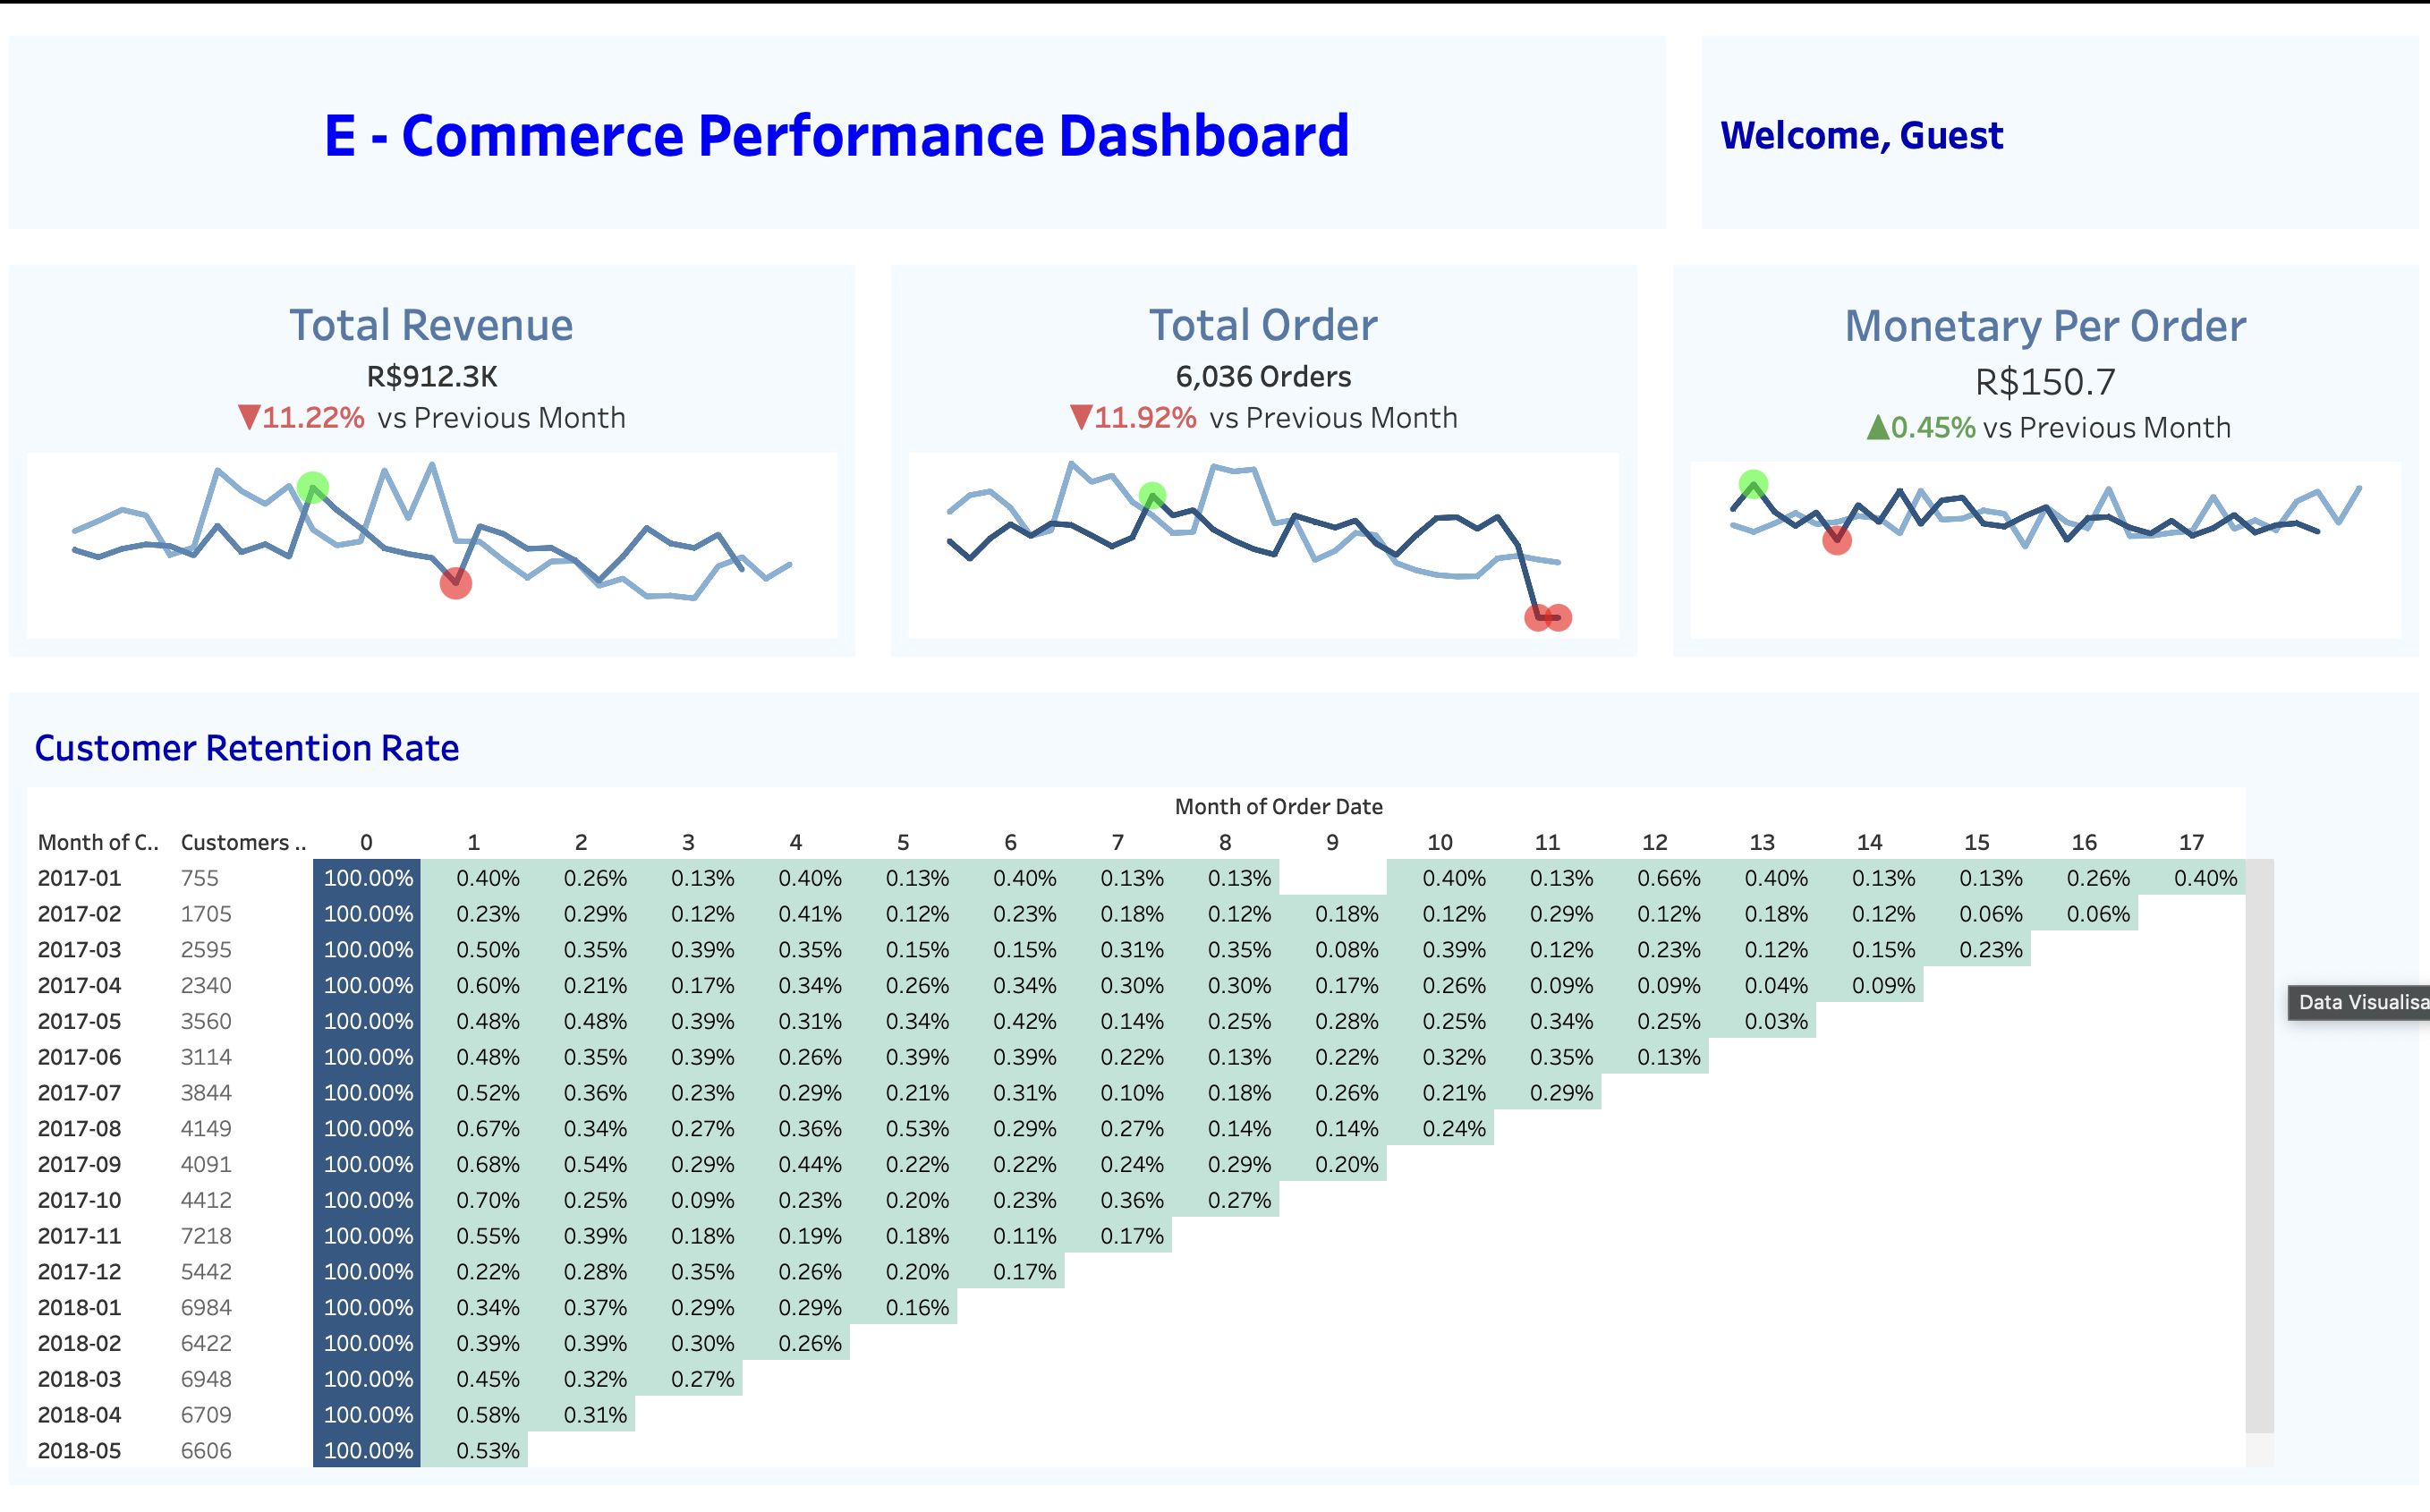 E - Commerce Performance Dashboard
Welcome, Guest
Total Revenue
R$912.3K
▼11.22% vs Previous Month
Total Order
6,036 Orders
▼11.92% vs Previous Month
Monetary Per Order
R$150.7
▲0.45% vs Previous Month
Customer Retention Rate
Month of Order Date
Month of C.. Customers .. 0 1 2 3 4 5 6 7 8 9 10 11 12 13 14 15 16 17
2017-01 755 100.00% 0.40% 0.26% 0.13% 0.40% 0.13% 0.40% 0.13% 0.13% 0.40% 0.13% 0.66% 0.40% 0.13% 0.13% 0.26% 0.40%
2017-02 1705 100.00% 0.23% 0.29% 0.12% 0.41% 0.12% 0.23% 0.18% 0.12% 0.18% 0.12% 0.29% 0.12% 0.18% 0.12% 0.06% 0.06%
2017-03 2595 100.00% 0.50% 0.35% 0.39% 0.35% 0.15% 0.15% 0.31% 0.35% 0.08% 0.39% 0.12% 0.23% 0.12% 0.15% 0.23%
2017-04 2340 100.00% 0.60% 0.21% 0.17% 0.34% 0.26% 0.34% 0.30% 0.30% 0.17% 0.26% 0.09% 0.09% 0.04% 0.09%
Data Visualisa
2017-05 3560 100.00% 0.48% 0.48% 0.39% 0.31% 0.34% 0.42% 0.14% 0.25% 0.28% 0.25% 0.34% 0.25% 0.03%
2017-06 3114 100.00% 0.48% 0.35% 0.39% 0.26% 0.39% 0.39% 0.22% 0.13% 0.22% 0.32% 0.35% 0.13%
2017-07 3844 100.00% 0.52% 0.36% 0.23% 0.29% 0.21% 0.31% 0.10% 0.18% 0.26% 0.21% 0.29%
2017-08 4149 100.00% 0.67% 0.34% 0.27% 0.36% 0.53% 0.29% 0.27% 0.14% 0.14% 0.24%
2017-09 4091 100.00% 0.68% 0.54% 0.29% 0.44% 0.22% 0.22% 0.24% 0.29% 0.20%
2017-10 4412 100.00% 0.70% 0.25% 0.09% 0.23% 0.20% 0.23% 0.36% 0.27%
2017-11 7218 100.00% 0.55% 0.39% 0.18% 0.19% 0.18% 0.11% 0.17%
2017-12 5442 100.00% 0.22% 0.28% 0.35% 0.26% 0.20% 0.17%
2018-01 6984 100.00% 0.34% 0.37% 0.29% 0.29% 0.16%
2018-02 6422 100.00% 0.39% 0.39% 0.30% 0.26%
2018-03 6948 100.00% 0.45% 0.32% 0.27%
2018-04 6709 100.00% 0.58% 0.31%
2018-05 6606 100.00% 0.53%